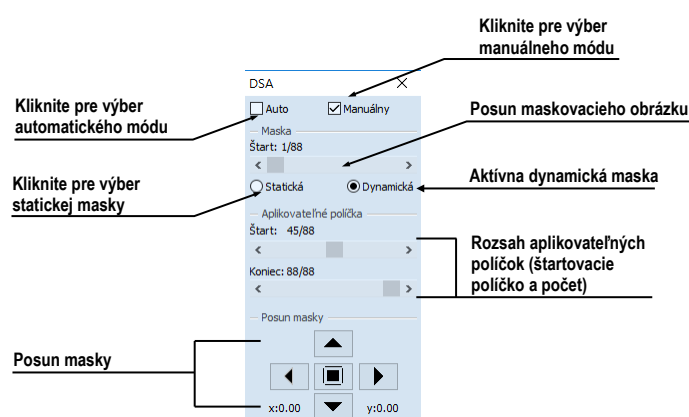 Kliknite pre výber
manuálneho módu
DSA
Kliknite pre výber
automatického módu
Auto
Manuálny
Posun maskovacieho obrázku
Maska
Štart: 1/88
Kliknite pre výber
statickej masky
Statická
Dynamická
Aktívna dynamická maska
Aplikovateľné políčka
Štart: 45/88
Koniec: 88/88
Rozsah aplikovateľných
políčok (štartovacie
políčko a počet)
Posun masky
Posun masky
x:0.00
y:0.00